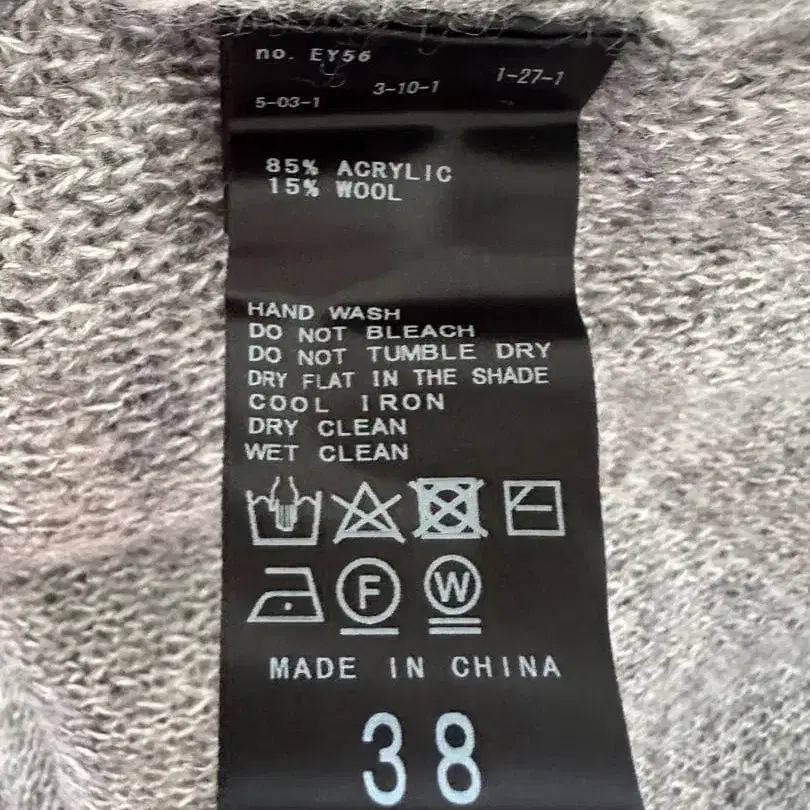 no. EY56
5-03-1 3-10-1 1-27-1
85% ACRYLIC
15% WOOL
HAND WASH
DO NOT BLEACH
DO NOT TUMBLE DRY
DRY FLAT IN THE SHADE
COOL IRON
DRY CLEAN
WET CLEAN
F W
MADE IN CHINA
38